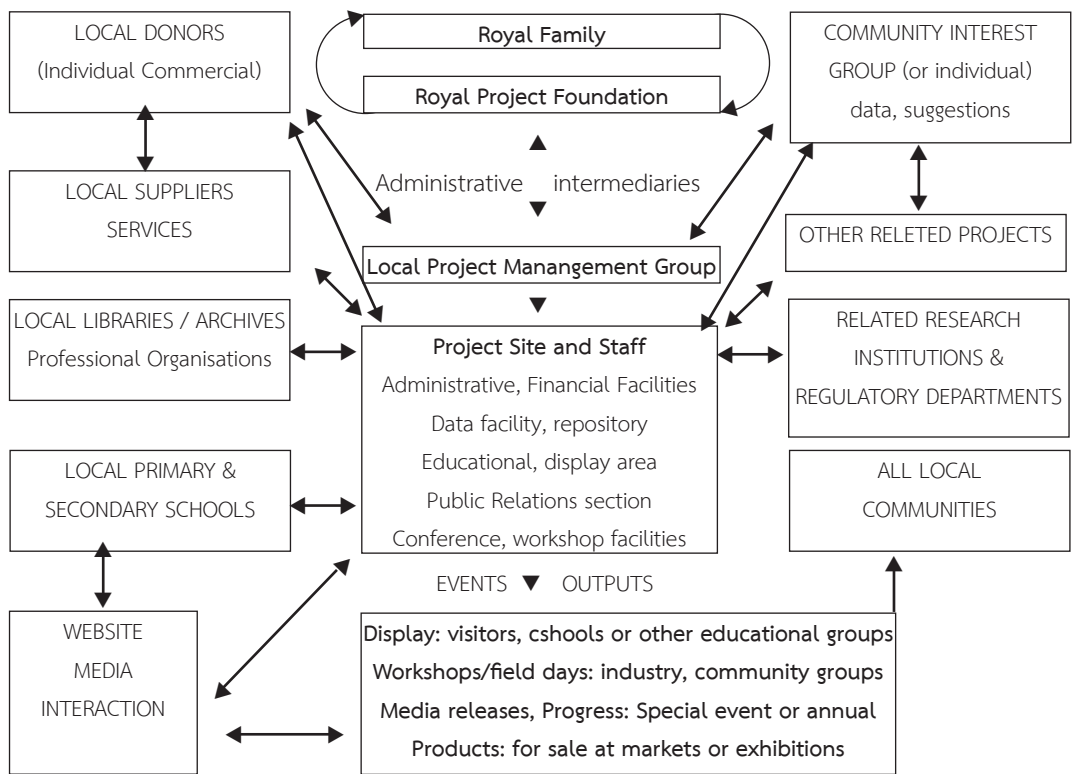 LOCAL DONORS
(Individual Commercial)
Royal Family
Royal Project Foundation
COMMUNITY INTEREST
GROUP (or individual)
data, suggestions
Administrative intermediaries
LOCAL SUPPLIERS
SERVICES
OTHER RELETED PROJECTS
Local Project Manangement Group
LOCAL LIBRARIES / ARCHIVES
Professional Organisations
Project Site and Staff
Administrative, Financial Facilities
Data facility, repository
Educational, display area
Public Relations section
Conference, workshop facilities
RELATED RESEARCH
INSTITUTIONS &
REGULATORY DEPARTMENTS
LOCAL PRIMARY &
SECONDARY SCHOOLS
ALL LOCAL
COMMUNITIES
EVENTS OUTPUTS
WEBSITE
MEDIA
INTERACTION
Display: visitors, cshools or other educational groups
Workshops/field days: industry, community groups
Media releases, Progress: Special event or annual
Products: for sale at markets or exhibitions